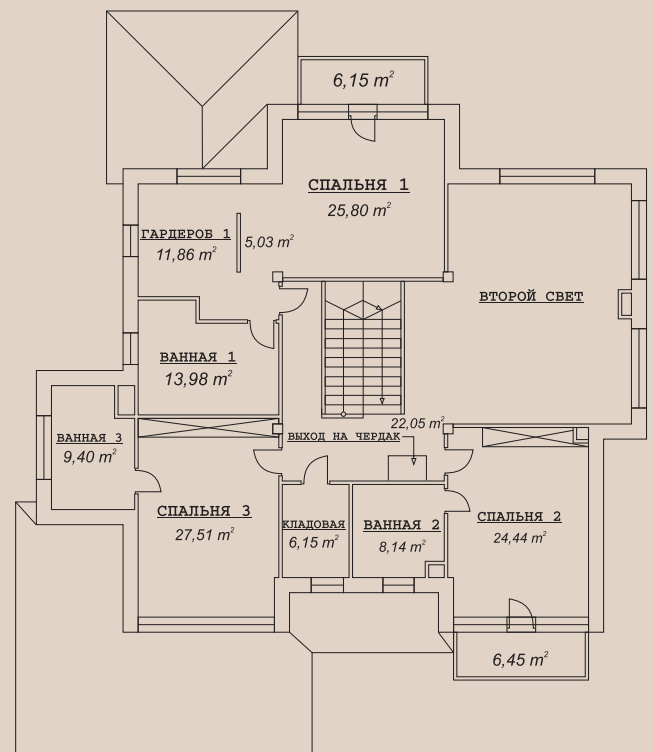 6,15 m²
СПАЛЬНЯ 1
25,80 m²
ГАРДЕРОВ 1
11,86 m²
5,03 m²
ВТОРОЙ СВЕТ
ВАННАЯ 1
13,98 m²
22,05 m²
ВЫХОД НА ЧЕРДАК
ВАННАЯ 3
9,40 m²
СПАЛЬНЯ 3
27,51 m²
КЛАДОВАЯ
6,15 m²
ВАННАЯ 2
8,14 m²
СПАЛЬНЯ 2
24,44 m²
6,45 m²